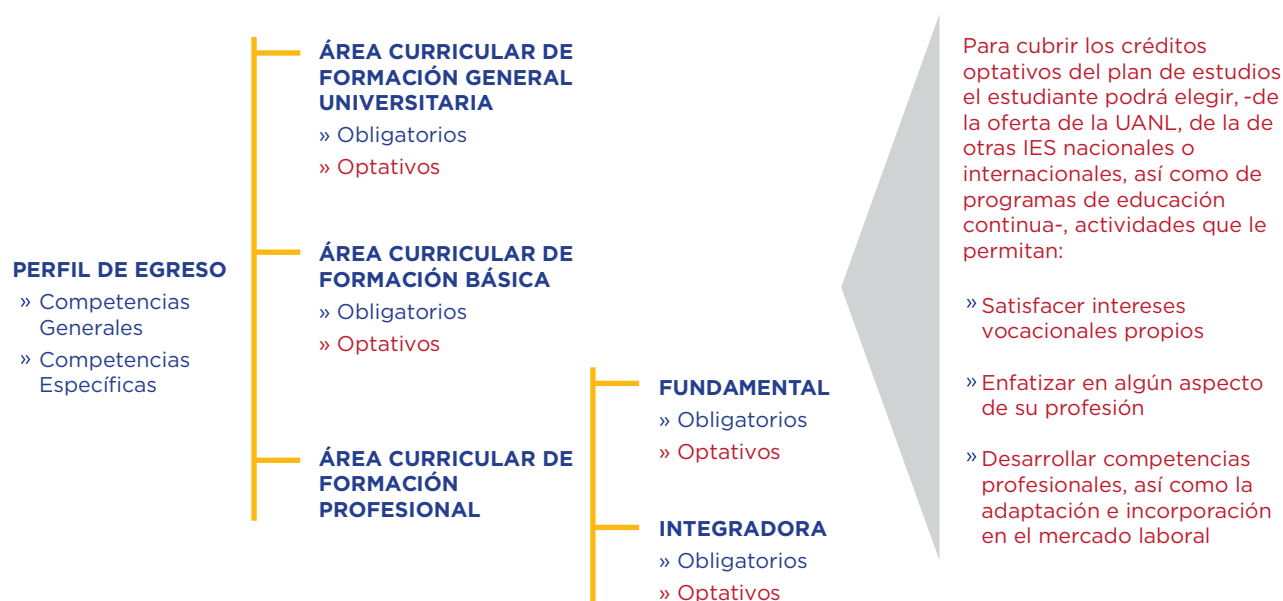 PERFIL DE EGRESO
» Competencias
Generales
» Competencias
Específicas
ÁREA CURRICULAR DE
FORMACIÓN GENERAL
UNIVERSITARIA
» Obligatorios
» Optativos
ÁREA CURRICULAR DE
FORMACIÓN BÁSICA
» Obligatorios
» Optativos
ÁREA CURRICULAR DE
FORMACIÓN
PROFESIONAL
FUNDAMENTAL
» Obligatorios
» Optativos
INTEGRADORA
» Obligatorios
» Optativos
Para cubrir los créditos
optativos del plan de estudios
el estudiante podrá elegir, -de
la oferta de la UANL, de la de
otras IES nacionales o
internacionales, así como de
programas de educación
continua-, actividades que le
permitan:
» Satisfacer intereses
vocacionales propios
» Enfatizar en algún aspecto
de su profesión
» Desarrollar competencias
profesionales, así como la
adaptación e incorporación
en el mercado laboral